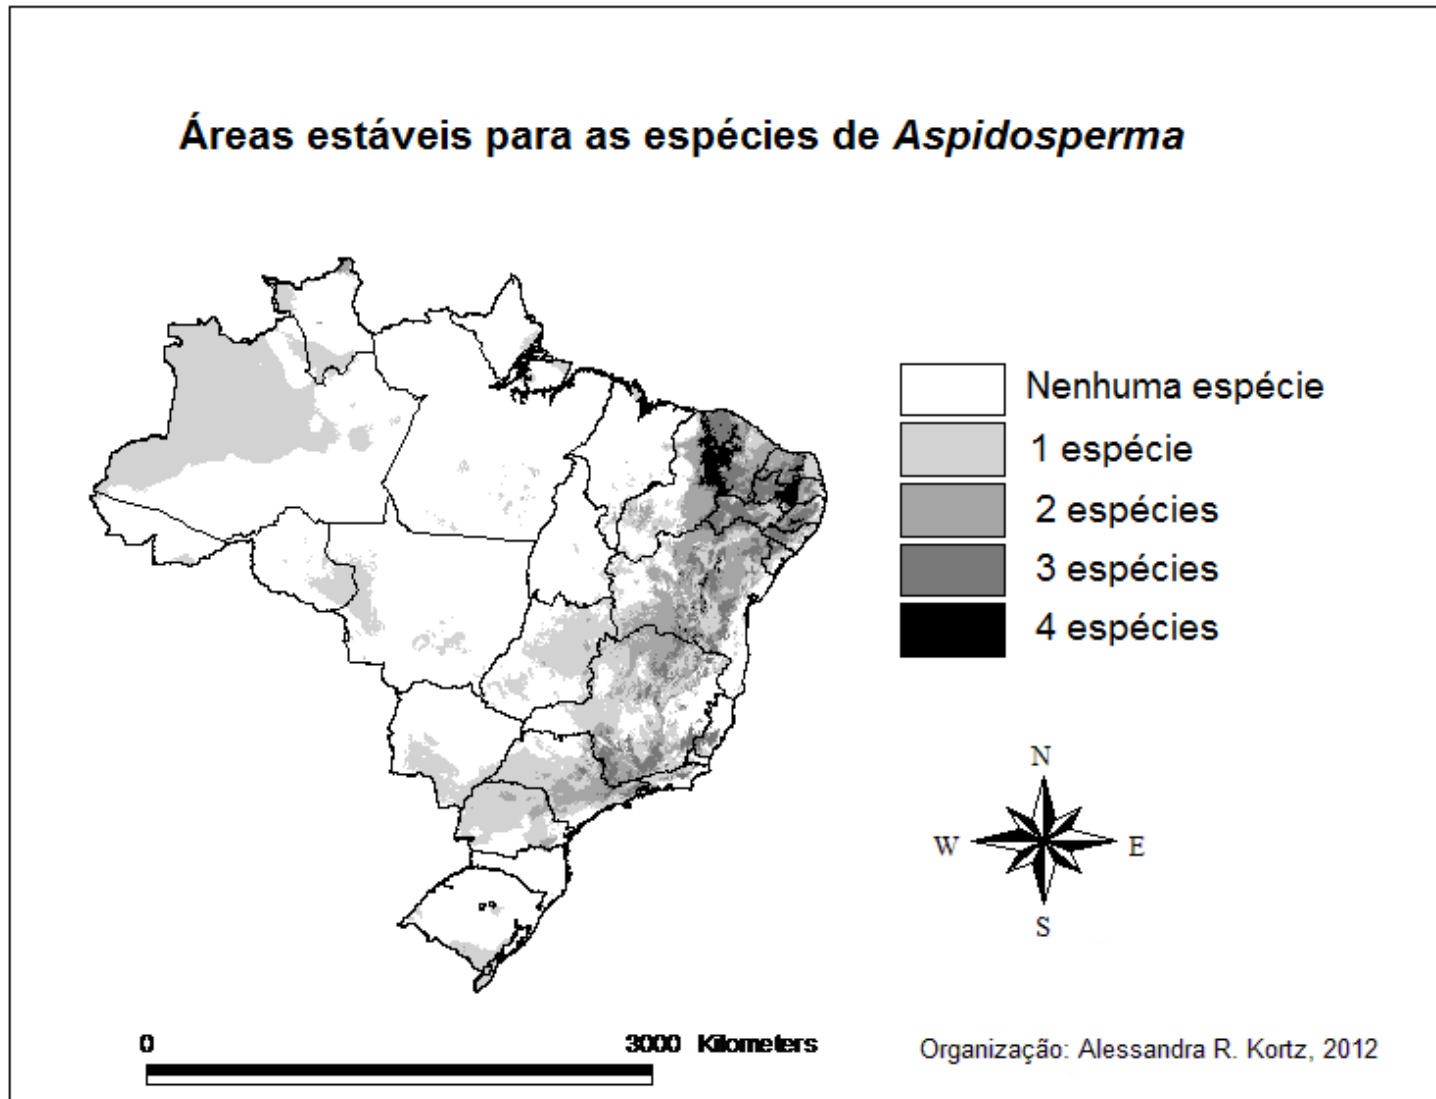 Áreas estáveis para as espécies de Aspidosperma
Nenhuma espécie
1 espécie
2 espécies
3 espécies
4 espécies
N
W E
S
0 3000 Kilometers
Organização: Alessandra R. Kortz, 2012